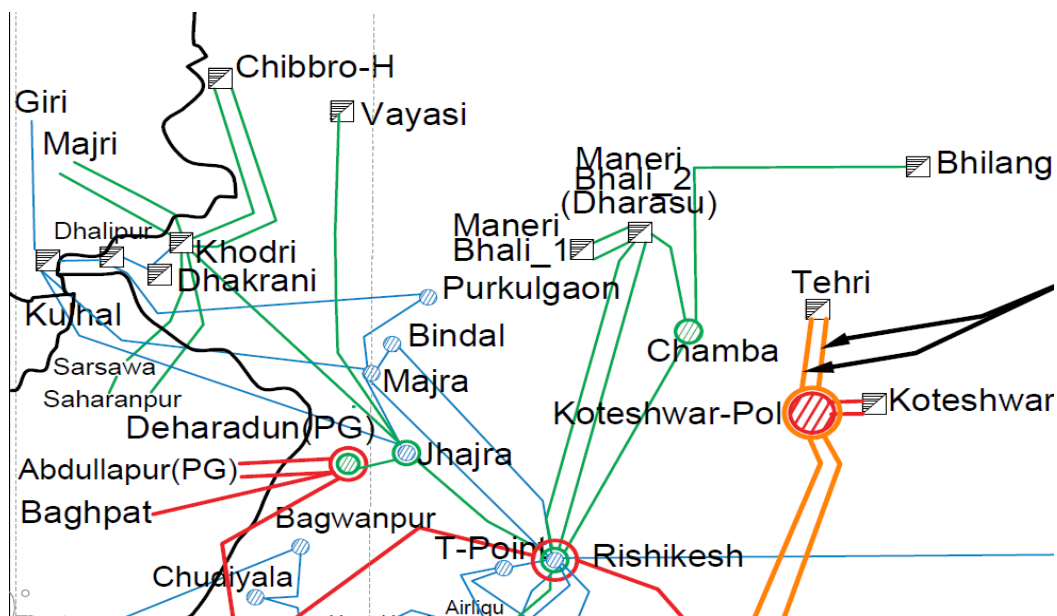 Chibbro-H
Giri
Vayasi
Majri
Maneri
Bhali_2
(Dharasu)
Bhilang
Maneri
Bhali_1
Dhalipur
Khodri
Dhakrani
Tehri
Purkulgaon
Kulhal
Bindal
Chamba
Sarsawa
Majra
Saharanpur
Koteshwar-Pol
Koteshwar
Deharadun(PG)
Jhajra
Abdullapur(PG)
Baghpat
Bagwanpur
T-Point
Rishikesh
Chudiyala